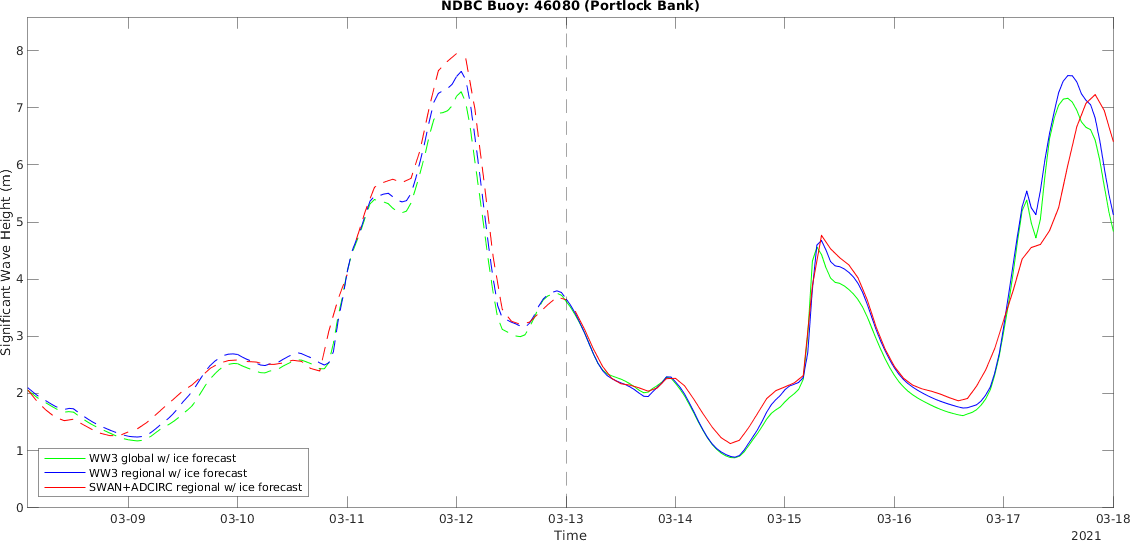 NDBC Buoy: 46080 (Portlock Bank)
8
7
6
5
4
3
2
1
0
Significant Wave Height (m)
WW3 global w/ ice forecast
WW3 regional w/ ice forecast
SWAN+ADCIRC regional w/ ice forecast
03-09 03-10 03-11 03-12 03-13 03-14 03-15 03-16 03-17 03-18
Time
2021